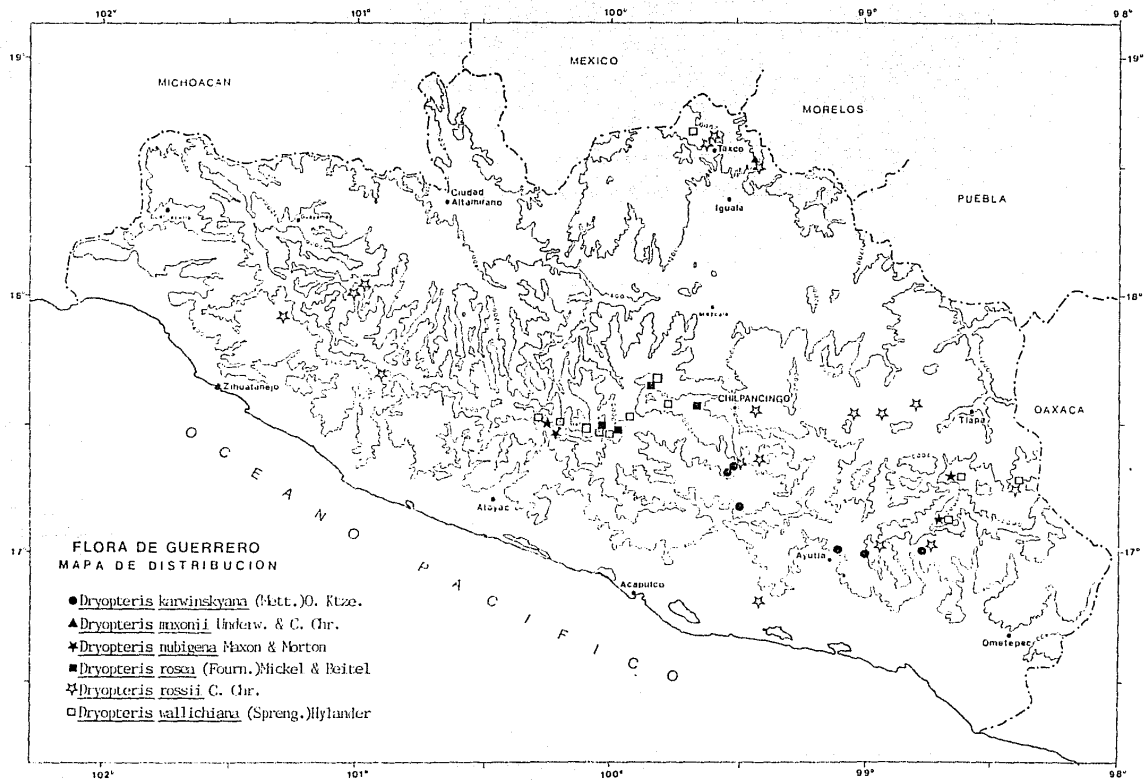 102° 101° 100° 99° 98°
19° 19°
MICHOACAN
MEXICO
MORELOS
Taxco
Ciudad
Altamirano
Iguala
PUEBLA
18° 18°
Zihuatanejo
CHILPANCINGO
OAXACA
Tlapa
Atoyac
17° 17°
Ayutla
Acapulco
Ometepec
OCEANO PACIFICO
FLORA DE GUERRERO
MAPA DE DISTRIBUCION
Dryopteris karwinskyana (Mett.)O. Ktze.
Dryopteris maxonii Underw. & C. Chr.
Dryopteris nubigena Maxon & Morton
Dryopteris rosea (Fourn.)Mickel & Beitel
Dryopteris rossii C. Chr.
Dryopteris wallichiana (Spreng.)Hylander
102° 101° 100° 99° 98°